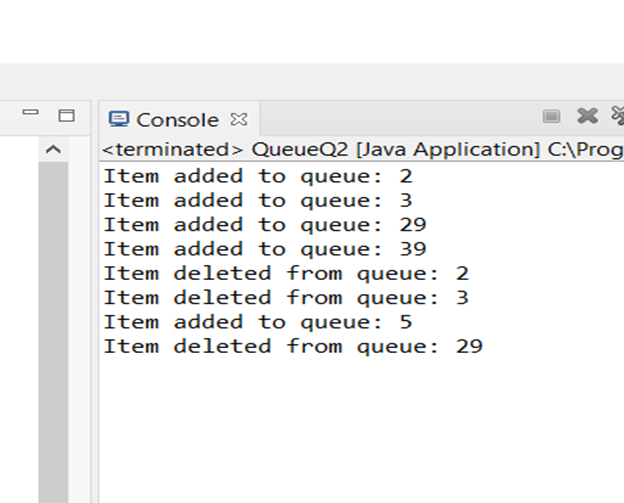 Console
<terminated> QueueQ2 [Java Application] C:\Prog
Item added to queue: 2
Item added to queue: 3
Item added to queue: 29
Item added to queue: 39
Item deleted from queue: 2
Item deleted from queue: 3
Item added to queue: 5
Item deleted from queue: 29